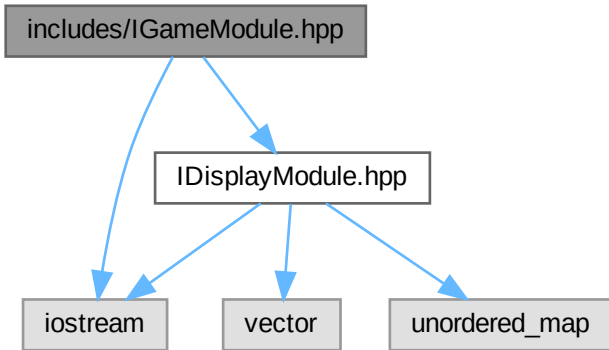 includes/IGameModule.hpp
IDisplayModule.hpp
iostream
vector
unordered_map